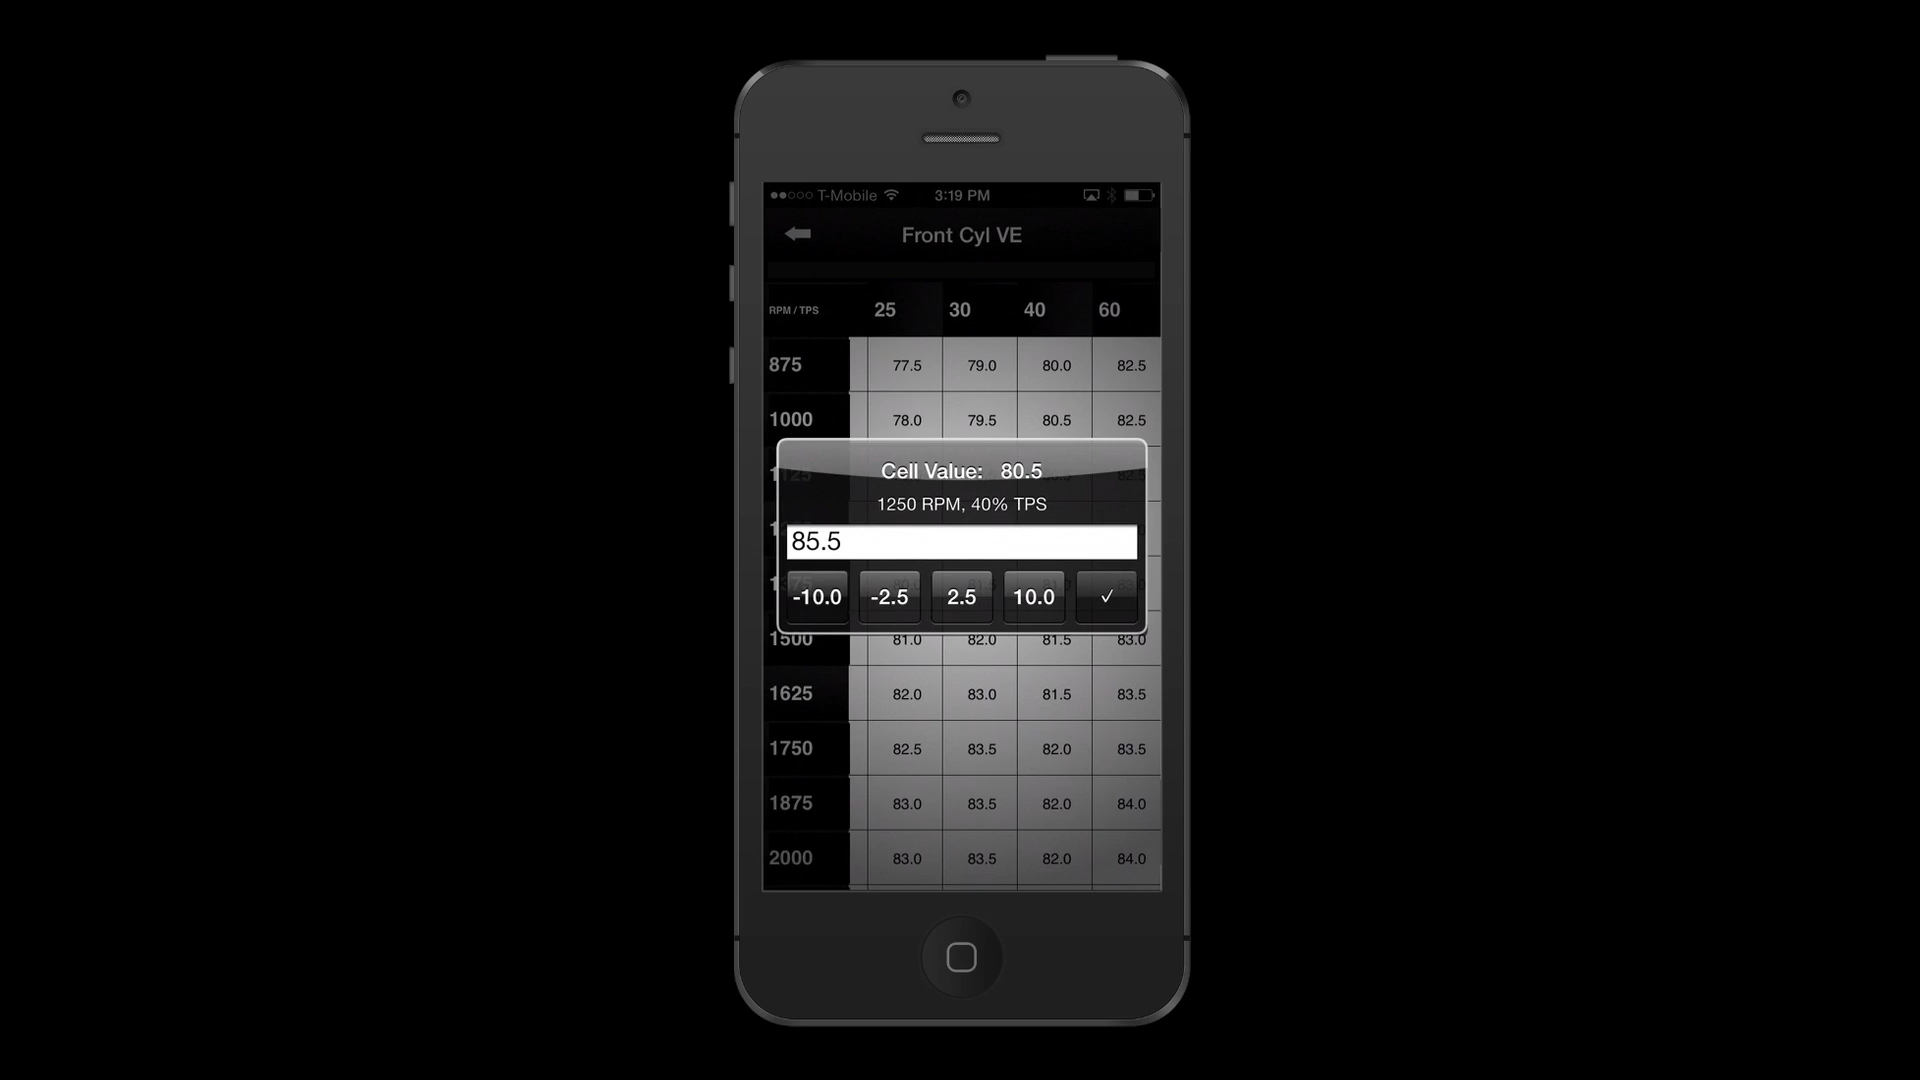 T-Mobile 3:19 PM
Front Cyl VE
RPM / TPS 25 30 40 60
875 77.5 79.0 80.0 82.5
1000 78.0 79.5 80.5 82.5
1125
Cell Value: 80.5
1250 RPM, 40% TPS
85.5
-10.0 -2.5 2.5 10.0 ✓
1500 81.0 82.0 81.5 83.0
1625 82.0 83.0 81.5 83.5
1750 82.5 83.5 82.0 83.5
1875 83.0 83.5 82.0 84.0
2000 83.0 83.5 82.0 84.0